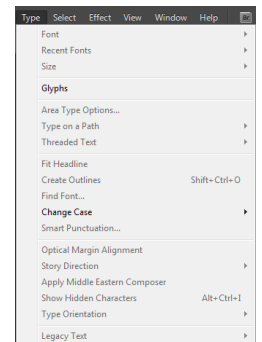 Type Select Effect View Window Help Br
Font
Recent Fonts
Size
Glyphs
Area Type Options...
Type on a Path
Threaded Text
Fit Headline
Create Outlines Shift+Ctrl+O
Find Font...
Change Case
Smart Punctuation...
Optical Margin Alignment
Story Direction
Apply Middle Eastern Composer
Show Hidden Characters Alt+Ctrl+I
Type Orientation
Legacy Text